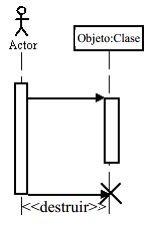 Actor
Objeto:Clase
<<destruir>>